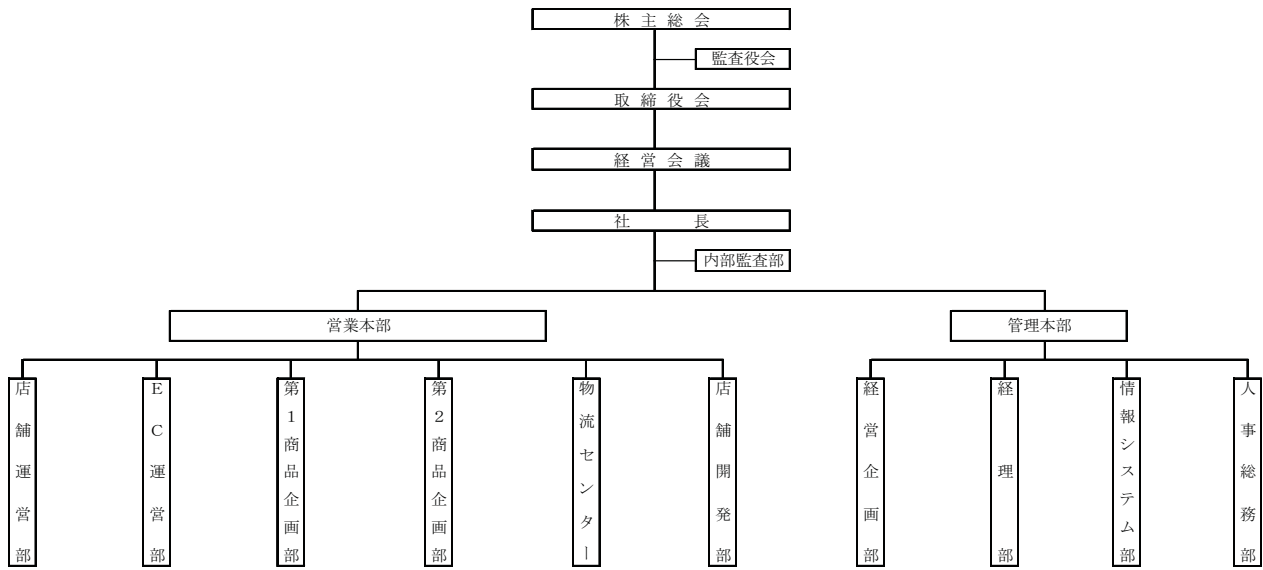 株主総会
監査役会
取締役会
経営会議
社長
内部監査部
営業本部
管理本部
店舗運営部
EC運営部
第1商品企画部
第2商品企画部
物流センター
店舗開発部
経営企画部
経理部
情報システム部
人事総務部